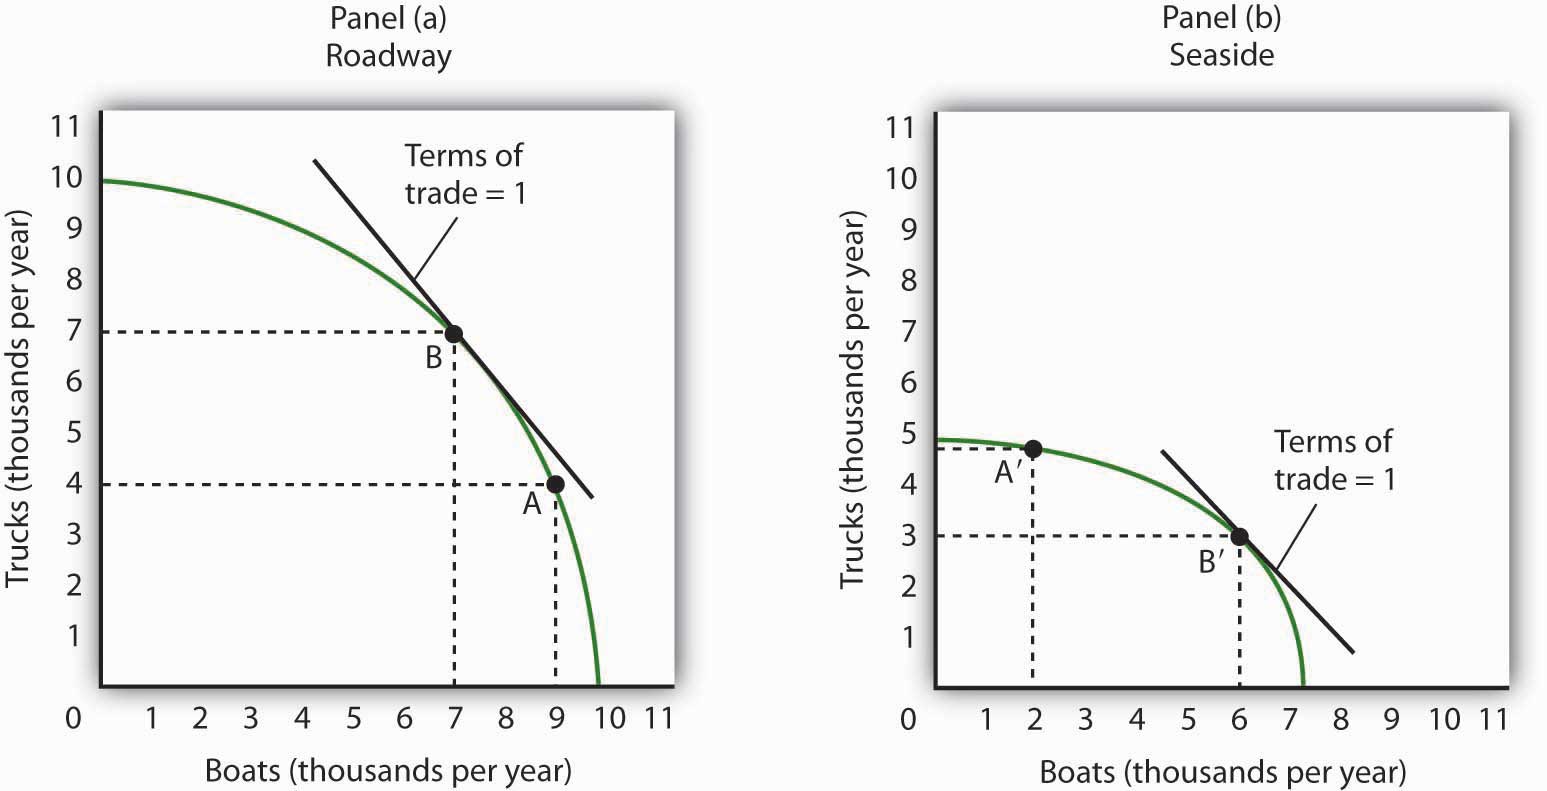 Panel (a)
Roadway
11
10
9
8
7
6
5
4
3
2
1
0
Trucks (thousands per year)
Terms of
trade = 1
B
A
1 2 3 4 5 6 7 8 9 10 11
Boats (thousands per year)
Panel (b)
Seaside
11
10
9
8
7
6
5
4
3
2
1
0
Trucks (thousands per year)
A′
Terms of
trade = 1
B′
1 2 3 4 5 6 7 8 9 10 11
Boats (thousands per year)